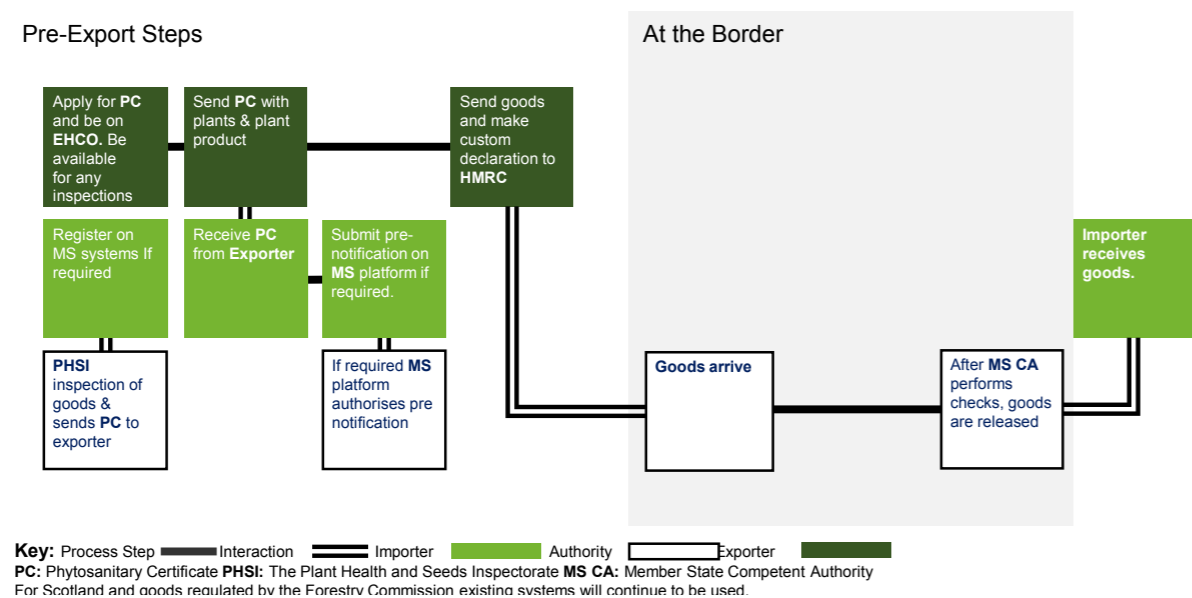 Pre-Export Steps
At the Border
Apply for PC
and be on
EHCO. Be
available
for any
inspections
Send PC with
plants & plant
product
Send goods
and make
custom
declaration to
HMRC
Register on
MS systems If
required
Receive PC
from Exporter
Submit pre-
notification on
MS platform if
required.
Importer
receives
goods.
PHSI
inspection of
goods &
sends PC to
exporter
If required MS
platform
authorises pre
notification
Goods arrive
After MS CA
performs
checks, goods
are released
Key: Process Step Interaction Importer Authority Exporter
PC: Phytosanitary Certificate PHSI: The Plant Health and Seeds Inspectorate MS CA: Member State Competent Authority
For Scotland and goods regulated by the Forestry Commission existing systems will continue to be used.